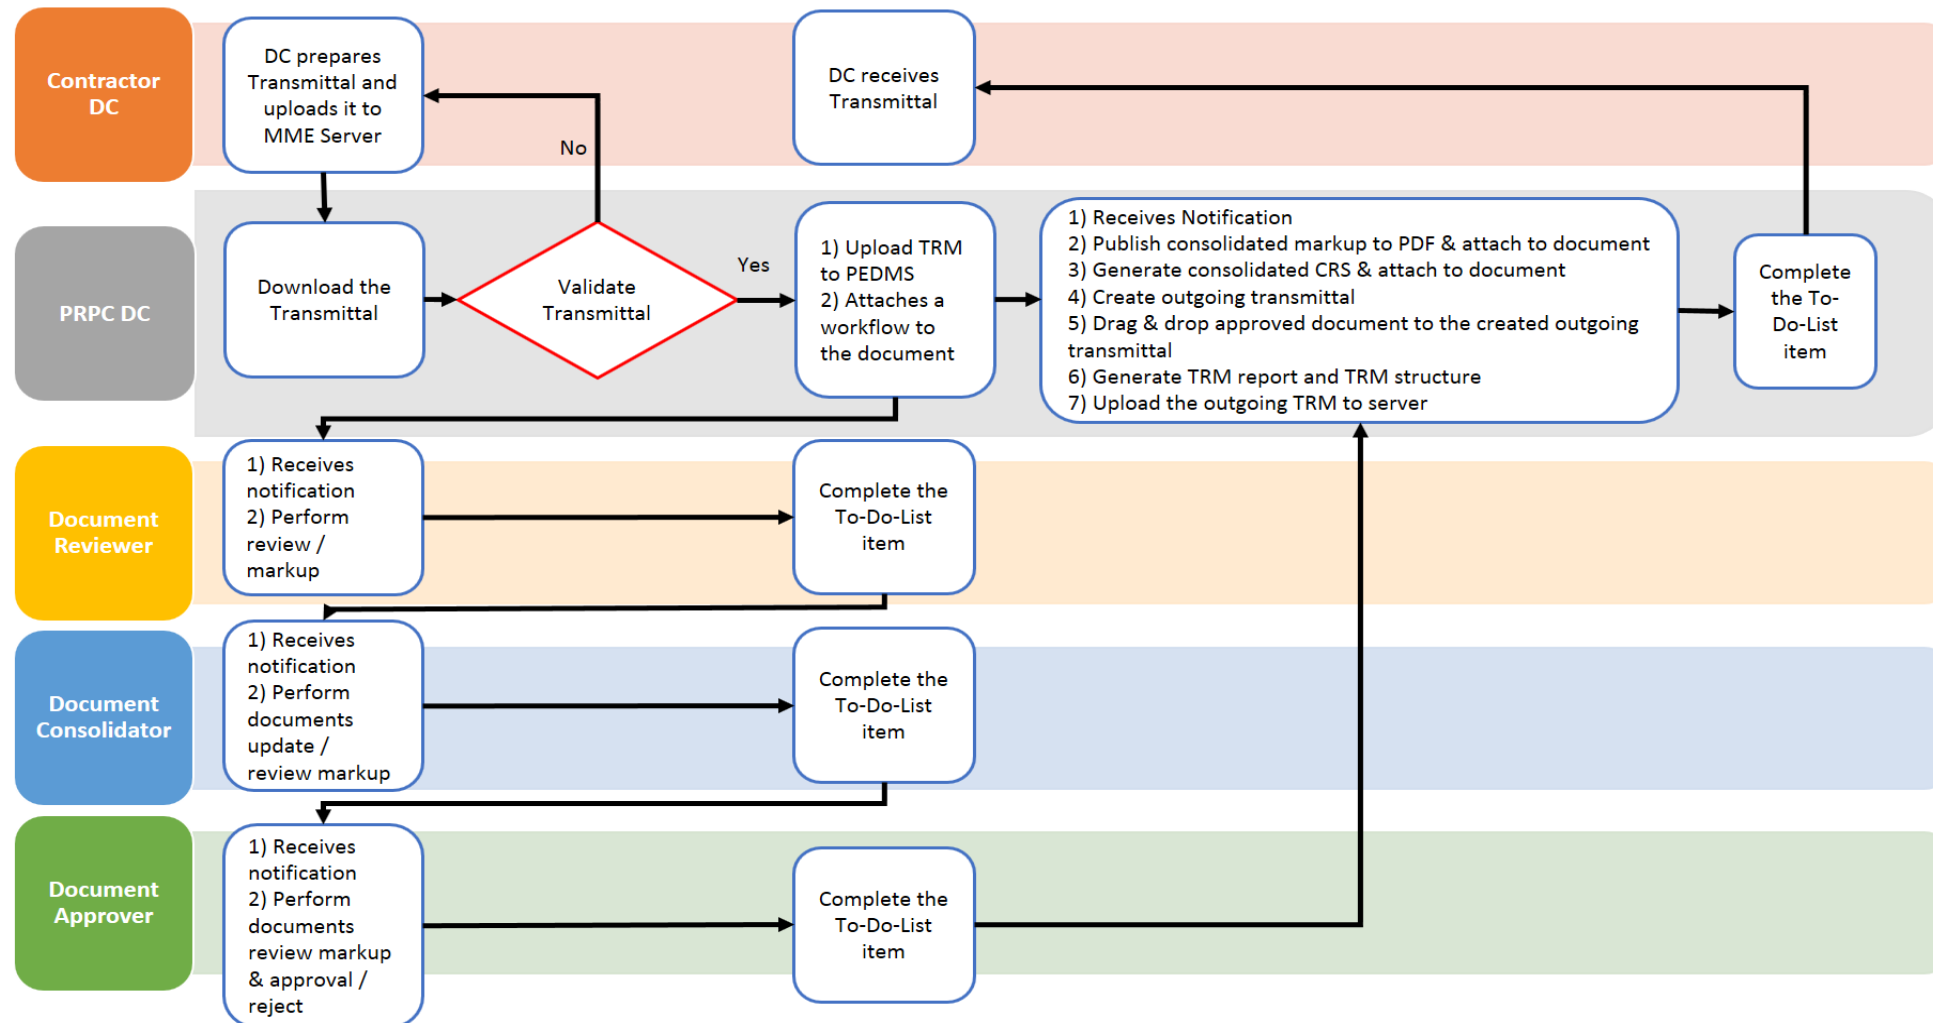 Contractor
DC
DC prepares
Transmittal and
uploads it to
MME Server
DC receives
Transmittal
No
PRPC DC
Download the
Transmittal
Validate
Transmittal
Yes
1) Upload TRM
to PEDMS
2) Attaches a
workflow to
the document
1) Receives Notification
2) Publish consolidated markup to PDF & attach to document
3) Generate consolidated CRS & attach to document
4) Create outgoing transmittal
5) Drag & drop approved document to the created outgoing
transmittal
6) Generate TRM report and TRM structure
7) Upload the outgoing TRM to server
Complete
the To-
Do-List
item
Document
Reviewer
1) Receives
notification
2) Perform
review /
markup
Complete the
To-Do-List
item
Document
Consolidator
1) Receives
notification
2) Perform
documents
update /
review markup
Complete the
To-Do-List
item
Document
Approver
1) Receives
notification
2) Perform
documents
review markup
& approval /
reject
Complete the
To-Do-List
item